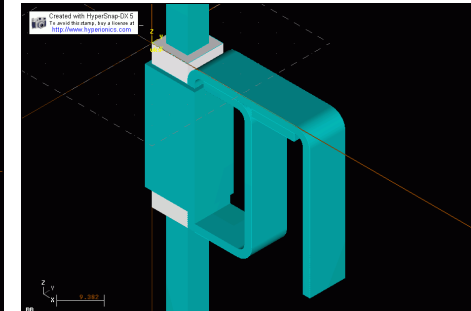 Created with HyperSnap-DX 5
To avoid this stamp, buy a license at
http://www.hyperionics.com
Z
Z
Y
X
9.382